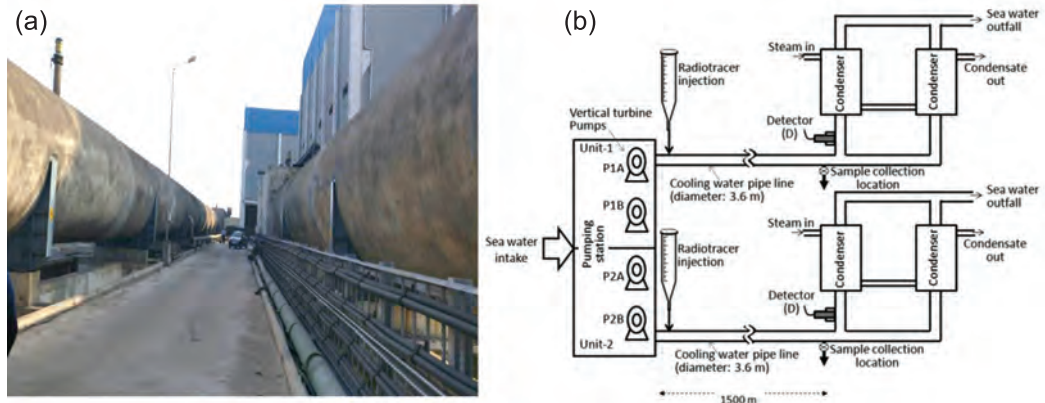 (a)
(b)
Sea water
outfall
Steam in
Condenser
Condenser
Condensate
out
Radiotracer
injection
Vertical turbine
Pumps
Detector
(D)
Unit-1
P1A
Cooling water pipe line
(diameter: 3.6 m)
Sample collection
location
P1B
Sea water
intake
Pumping
station
P2A
P2B
Unit-2
Radiotracer
injection
Sea water
outfall
Steam in
Condenser
Condenser
Condensate
out
Detector
(D)
Cooling water pipe line
(diameter: 3.6 m)
Sample collection
location
1500 m